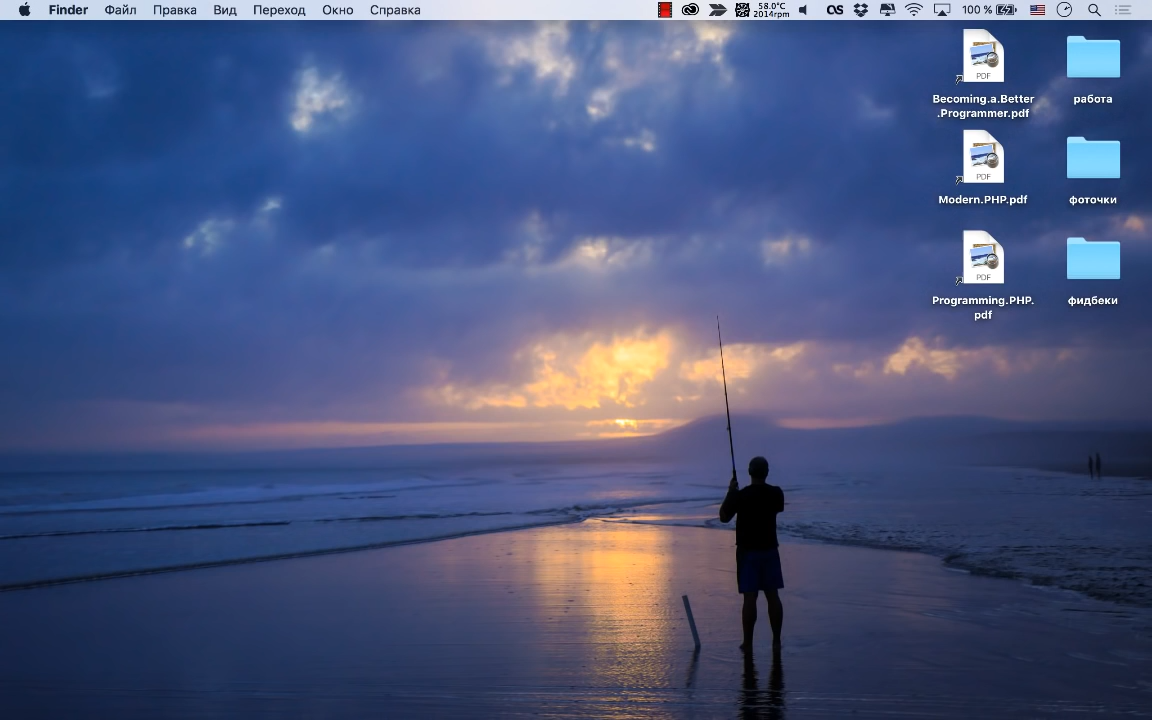 Finder Файл Правка Вид Переход Окно Справка 58.0°C 2014rpm 100 %
PDF
Becoming.a.Better
.Programmer.pdf
работа
PDF
Modern.PHP.pdf
фоточки
PDF
Programming.PHP.
pdf
фидбеки